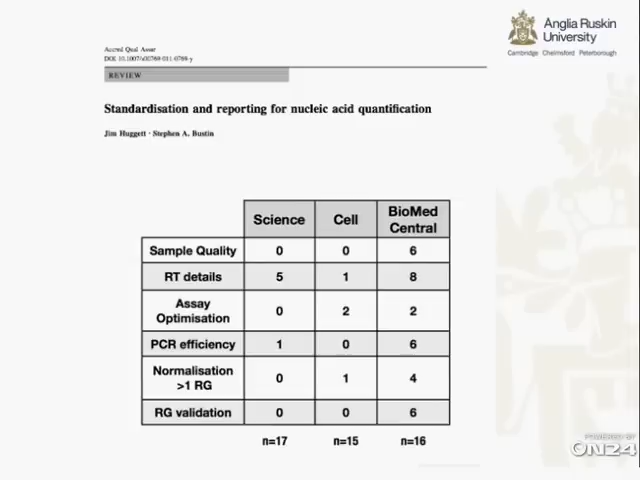 Anglia Ruskin
University
Cambridge Chelmsford Peterborough
Accred Qual Assur
DOI 10.1007/s00769-011-0769-y
REVIEW
Standardisation and reporting for nucleic acid quantification
Jim Huggett · Stephen A. Bustin
Science Cell BioMed Central
Sample Quality 0 0 6
RT details 5 1 8
Assay Optimisation 0 2 2
PCR efficiency 1 0 6
Normalisation >1 RG 0 1 4
RG validation 0 0 6
n=17 n=15 n=16
POWERED BY
ON24